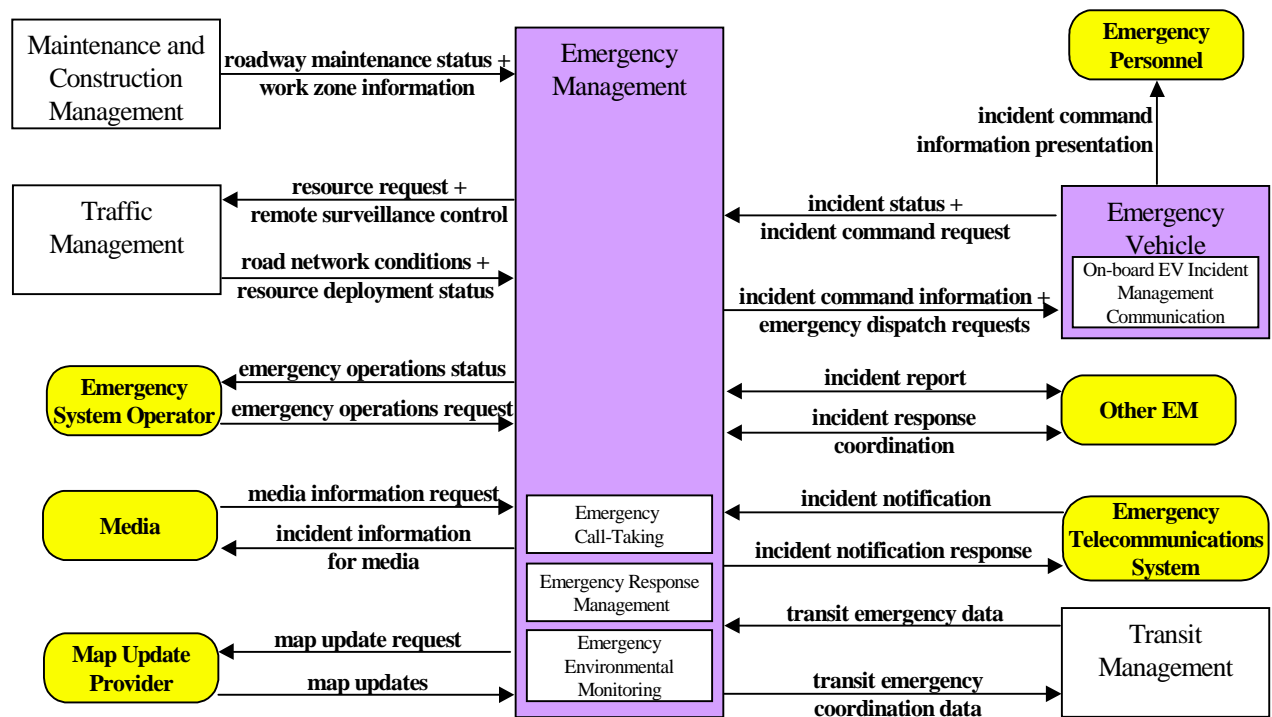 Maintenance and
Construction
Management
roadway maintenance status +
work zone information
Traffic
Management
resource request +
remote surveillance control
road network conditions +
resource deployment status
Emergency
System Operator
emergency operations status
emergency operations request
Media
media information request
incident information
for media
Map Update
Provider
map update request
map updates
Emergency
Management
Emergency
Call-Taking
Emergency Response
Management
Emergency
Environmental
Monitoring
Emergency
Personnel
incident command
information presentation
incident status +
incident command request
incident command information +
emergency dispatch requests
Emergency
Vehicle
On-board EV Incident
Management
Communication
incident report
incident response
coordination
Other EM
incident notification
incident notification response
Emergency
Telecommunications
System
transit emergency data
transit emergency
coordination data
Transit
Management